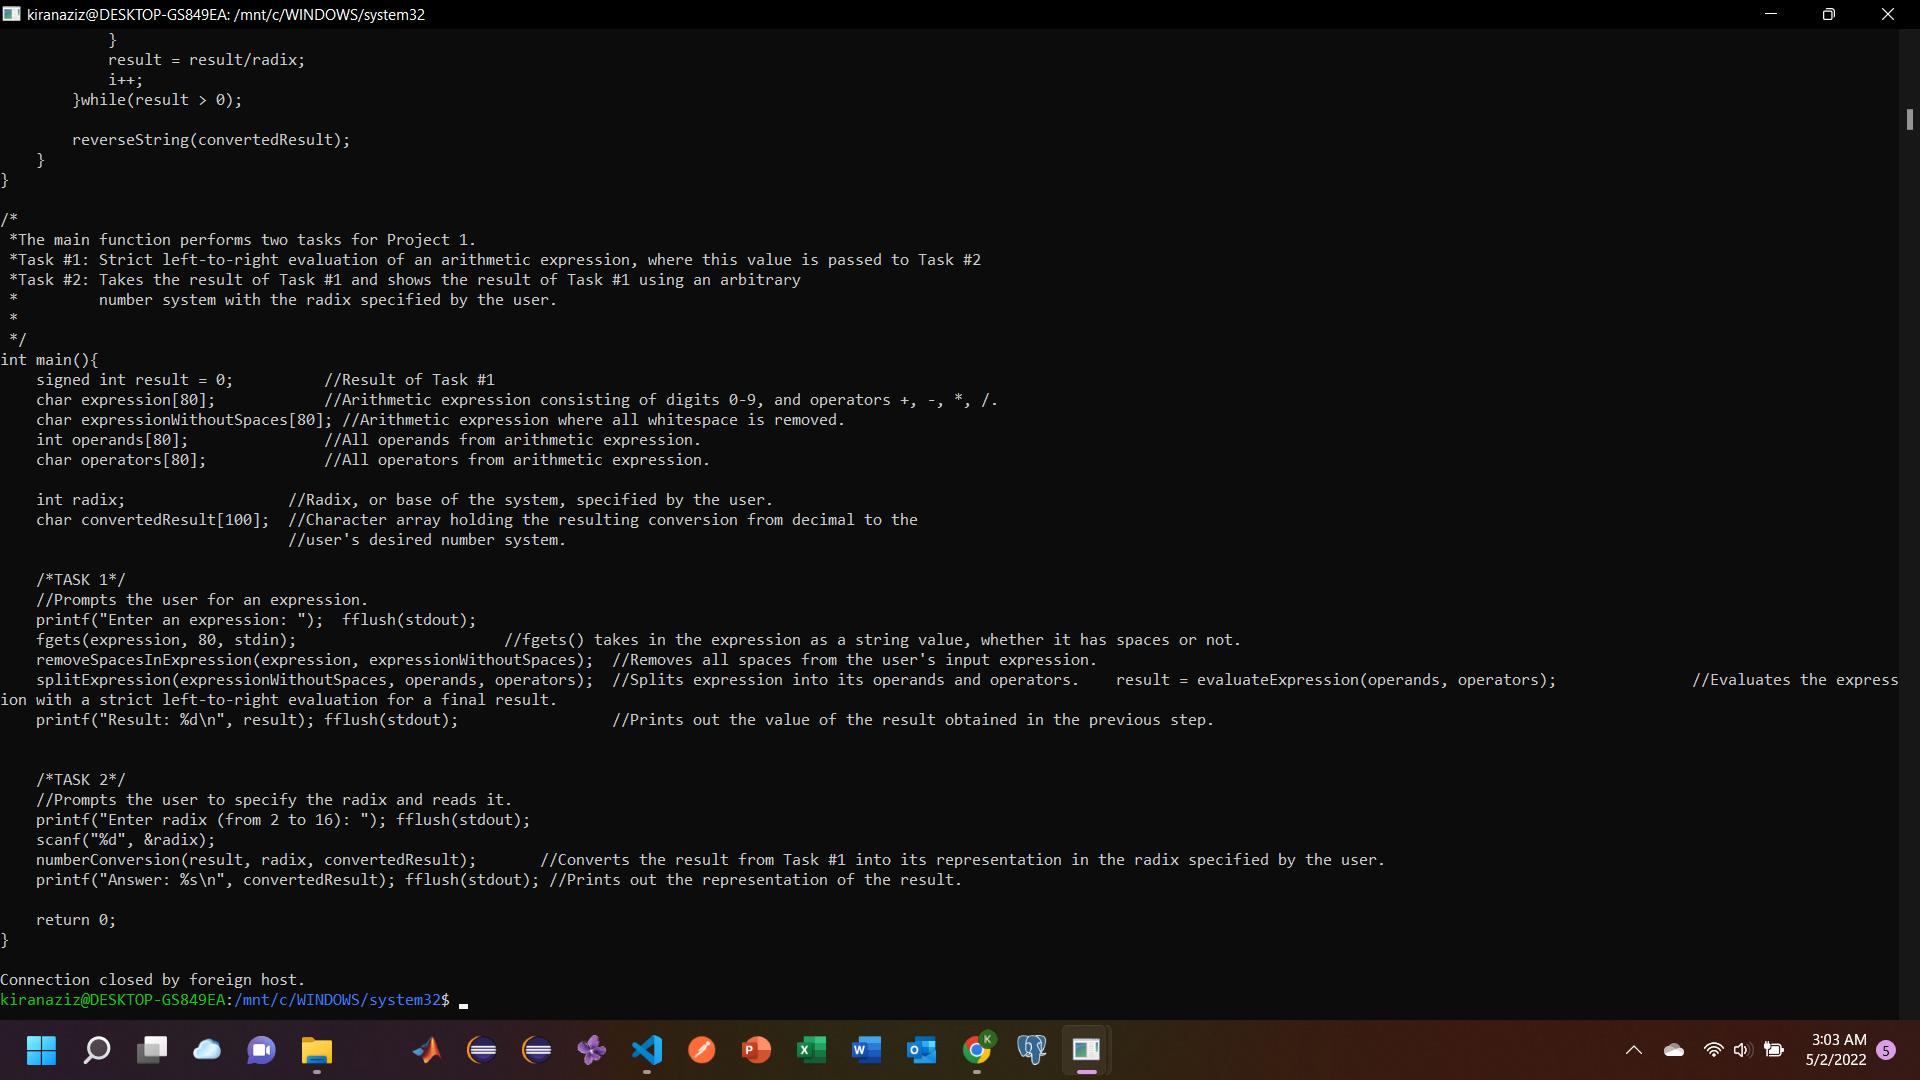 kiranaziz@DESKTOP-GS849EA: /mnt/c/WINDOWS/system32
            }
            result = result/radix;
            i++;
        }while(result > 0);

        reverseString(convertedResult);
    }
}

/*
 *The main function performs two tasks for Project 1.
 *Task #1: Strict left-to-right evaluation of an arithmetic expression, where this value is passed to Task #2
 *Task #2: Takes the result of Task #1 and shows the result of Task #1 using an arbitrary
 *         number system with the radix specified by the user.
 *
 */
int main(){
    signed int result = 0;          //Result of Task #1
    char expression[80];            //Arithmetic expression consisting of digits 0-9, and operators +, -, *, /.
    char expressionWithoutSpaces[80]; //Arithmetic expression where all whitespace is removed.
    int operands[80];               //All operands from arithmetic expression.
    char operators[80];             //All operators from arithmetic expression.

    int radix;                  //Radix, or base of the system, specified by the user.
    char convertedResult[100];  //Character array holding the resulting conversion from decimal to the
                                //user's desired number system.

    /*TASK 1*/
    //Prompts the user for an expression.
    printf("Enter an expression: ");  fflush(stdout);
    fgets(expression, 80, stdin);                       //fgets() takes in the expression as a string value, whether it has spaces or not.
    removeSpacesInExpression(expression, expressionWithoutSpaces);  //Removes all spaces from the user's input expression.
    splitExpression(expressionWithoutSpaces, operands, operators);  //Splits expression into its operands and operators.    result = evaluateExpression(operands, operators);               //Evaluates the express
ion with a strict left-to-right evaluation for a final result.
    printf("Result: %d\n", result); fflush(stdout);                 //Prints out the value of the result obtained in the previous step.


    /*TASK 2*/
    //Prompts the user to specify the radix and reads it.
    printf("Enter radix (from 2 to 16): "); fflush(stdout);
    scanf("%d", &radix);
    numberConversion(result, radix, convertedResult);       //Converts the result from Task #1 into its representation in the radix specified by the user.
    printf("Answer: %s\n", convertedResult); fflush(stdout); //Prints out the representation of the result.

    return 0;
}

Connection closed by foreign host.
kiranaziz@DESKTOP-GS849EA:/mnt/c/WINDOWS/system32$
P
X
W
O
K
3:03 AM
5/2/2022
5